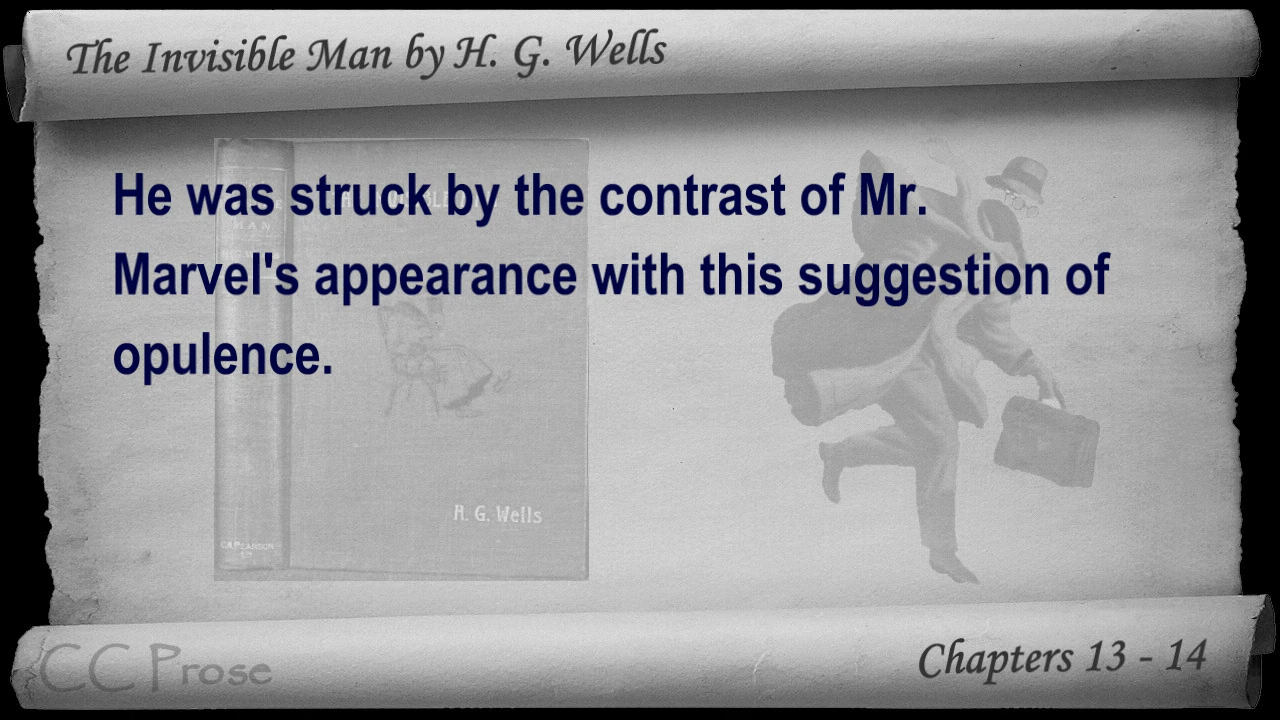 The Invisible Man by H. G. Wells
He was struck by the contrast of Mr.
Marvel's appearance with this suggestion of
opulence.
H. G. Wells
CC Prose
Chapters 13 - 14